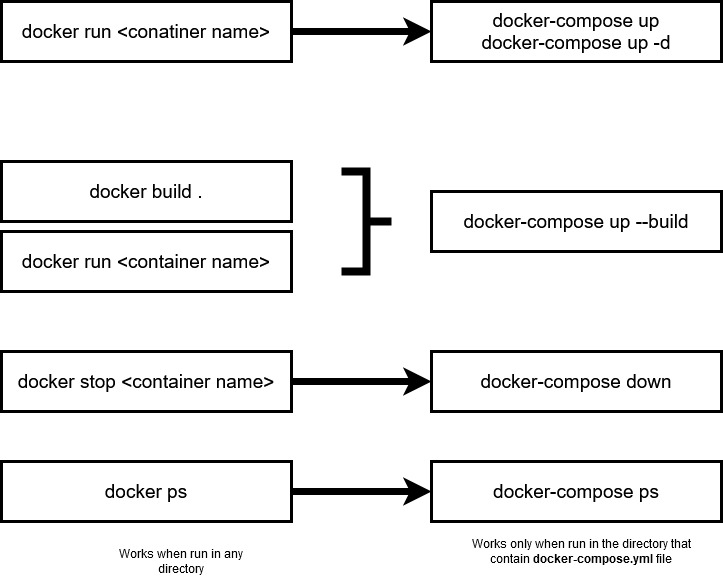 docker run <conatiner name>
docker-compose up
docker-compose up -d
docker build .
docker run <container name>
docker-compose up --build
docker stop <container name>
docker-compose down
docker ps
docker-compose ps
Works when run in any
directory
Works only when run in the directory that
contain docker-compose.yml file